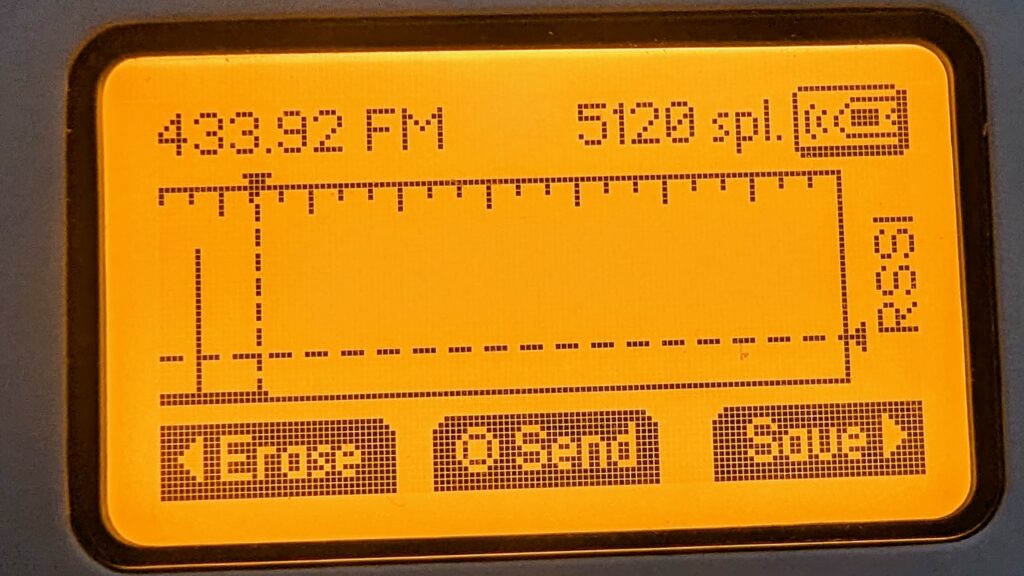 433.92 FM 5120 spl.
RSSI
Erase Send Save